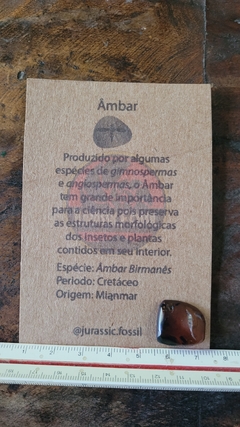 Âmbar
Produzido por algumas
espécies de gimnospermas
e angiospermas, o Âmbar
tem grande importância
para a ciência pois preserva
as estruturas morfológicas
dos insetos e plantas
contidos em seu interior.
Espécie: Âmbar Birmanês
Periodo: Cretáceo
Origem: Mianmar
@jurassic.fossil